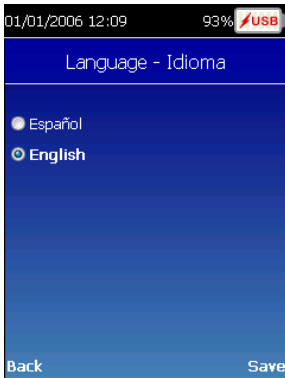 01/01/2006 12:09 93% USB
Language - Idioma
Español
English
Back Save